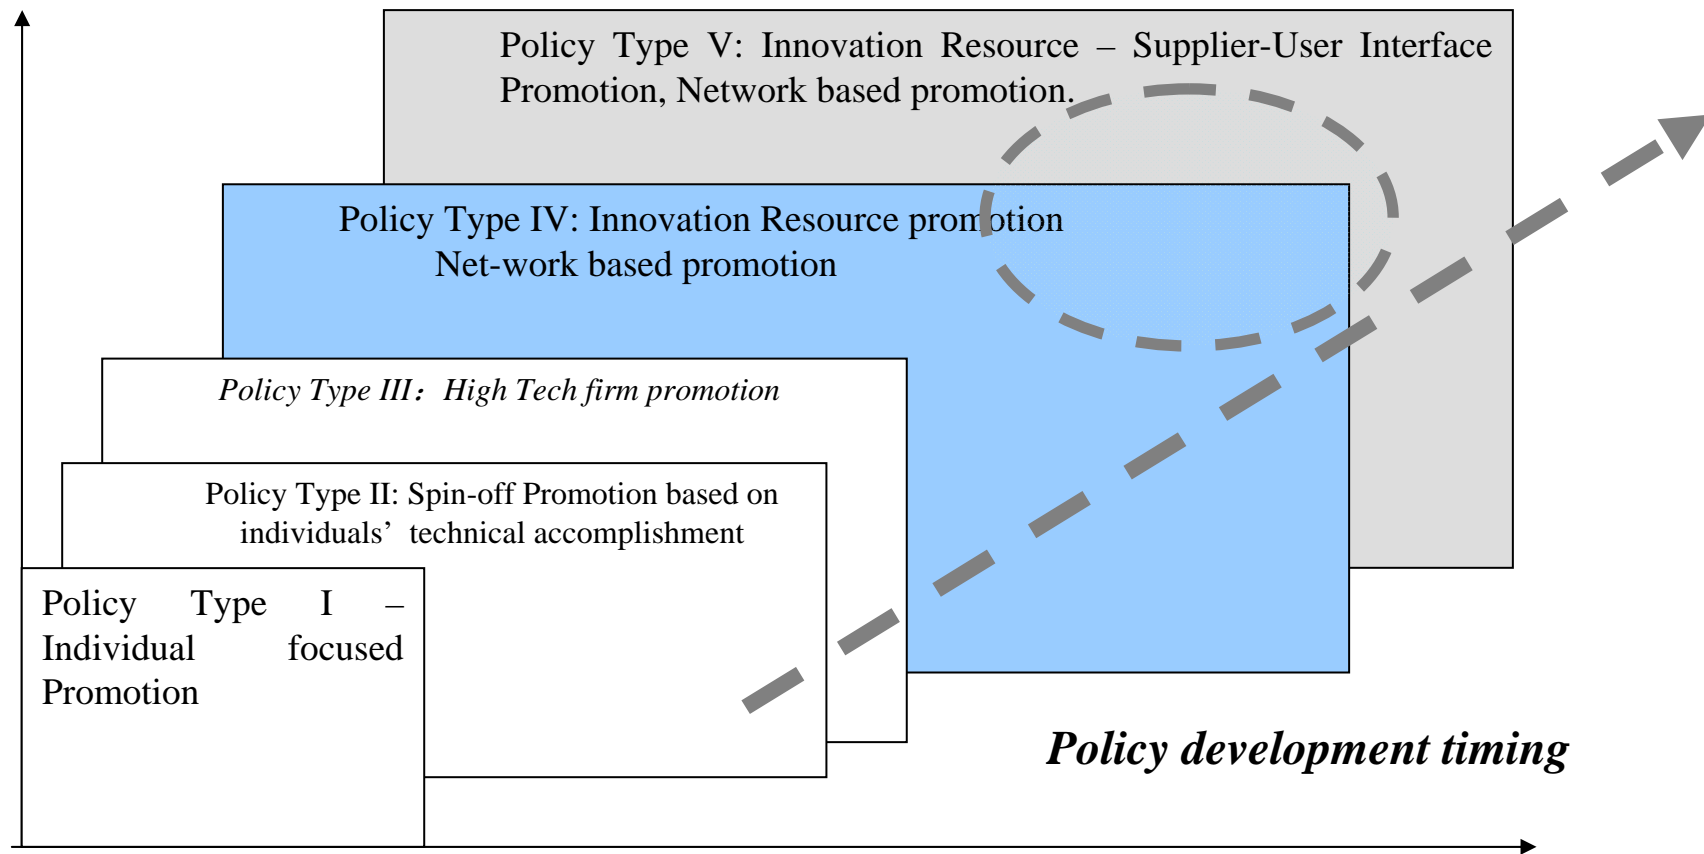 Policy Type V: Innovation Resource – Supplier-User Interface
Promotion, Network based promotion.
Policy Type IV: Innovation Resource promotion
Net-work based promotion
Policy Type III：High Tech firm promotion
Policy Type II: Spin-off Promotion based on
individuals’ technical accomplishment
Policy Type I –
Individual focused
Promotion
Policy development timing